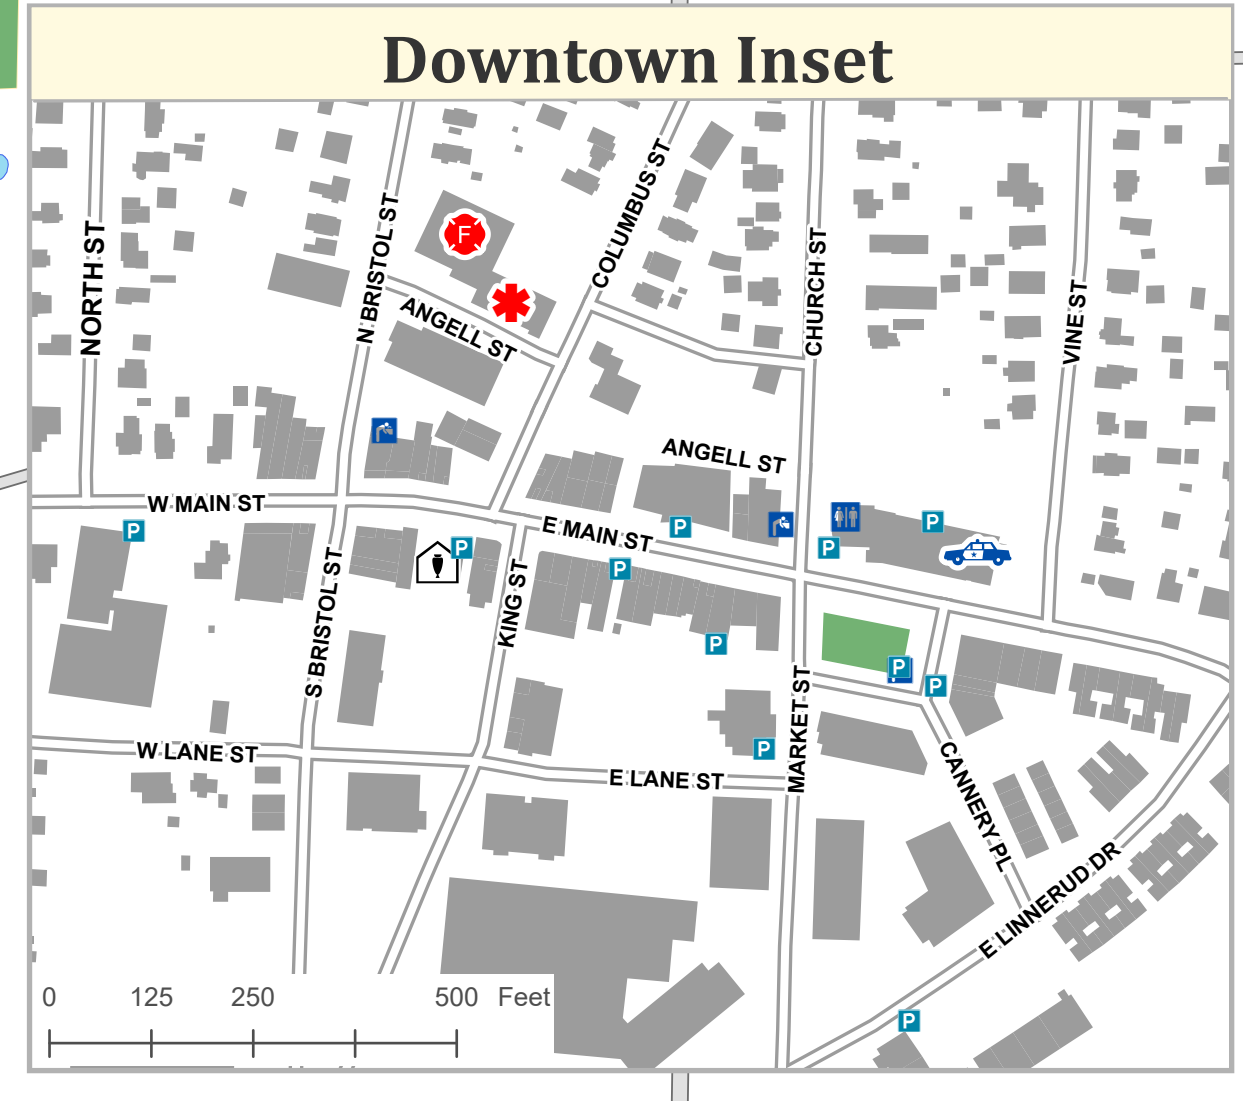 Downtown Inset
NORTH ST
N BRISTOL ST
F
ANGELL ST
COLUMBUS ST
CHURCH ST
VINE ST
ANGELL ST
W MAIN ST
E MAIN ST
P
P
P
P
P
P
P
P
P
P
P
P
S BRISTOL ST
KING ST
MARKET ST
W LANE ST
E LANE ST
CANNERY PL
E LINNERUD DR
0 125 250 500 Feet